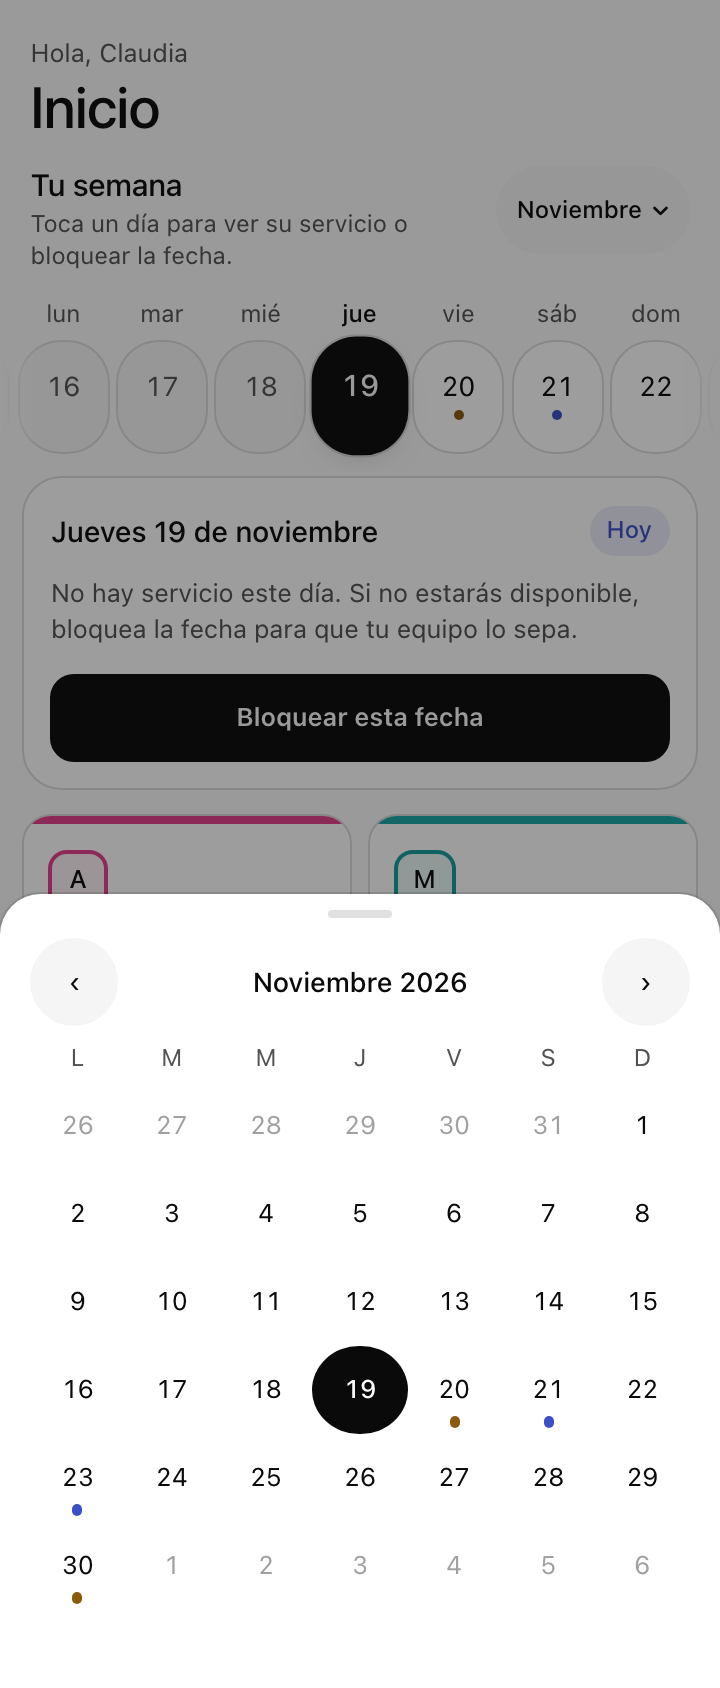 Hola, Claudia
Inicio
Tu semana
Toca un día para ver su servicio o
bloquear la fecha.
Noviembre
lun mar mié jue vie sáb dom
16 17 18 19 20 21 22
Jueves 19 de noviembre
Hoy
No hay servicio este día. Si no estarás disponible,
bloquea la fecha para que tu equipo lo sepa.
Bloquear esta fecha
A M
‹ Noviembre 2026 ›
L M M J V S D
26 27 28 29 30 31 1
2 3 4 5 6 7 8
9 10 11 12 13 14 15
16 17 18 19 20 21 22
23 24 25 26 27 28 29
30 1 2 3 4 5 6